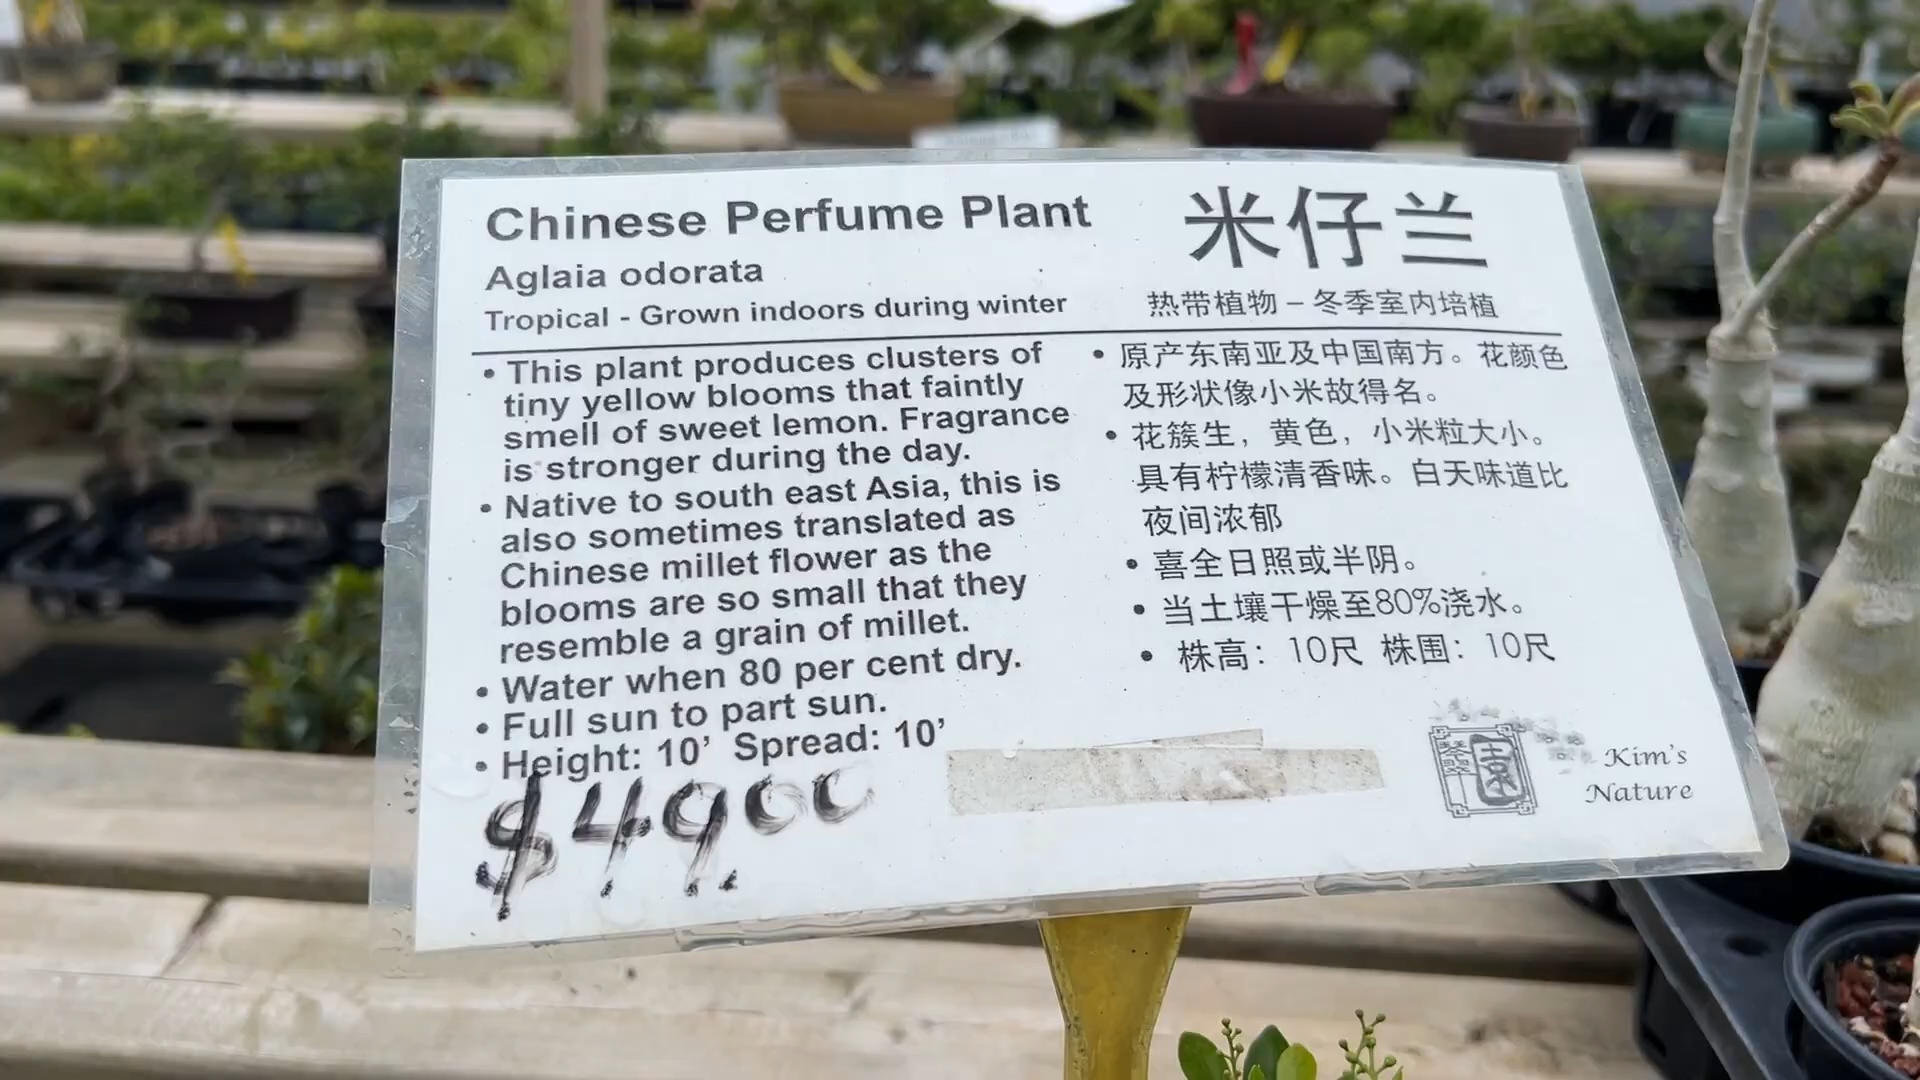 Chinese Perfume Plant
Aglaia odorata
Tropical - Grown indoors during winter
• This plant produces clusters of
tiny yellow blooms that faintly
smell of sweet lemon. Fragrance
is stronger during the day.
• Native to south east Asia, this is
also sometimes translated as
Chinese millet flower as the
blooms are so small that they
resemble a grain of millet.
• Water when 80 per cent dry.
• Full sun to part sun.
• Height: 10’ Spread: 10’
$49.00
米仔兰
热带植物 – 冬季室内培植
• 原产东南亚及中国南方。花颜色
及形状像小米故得名。
• 花簇生，黄色，小米粒大小。
具有柠檬清香味。白天味道比
夜间浓郁
• 喜全日照或半阴。
• 当土壤干燥至80%浇水。
• 株高：10尺 株围：10尺
Kim’s
Nature